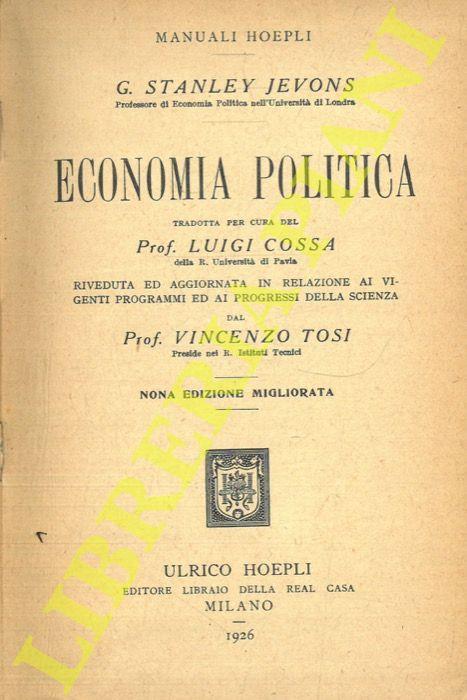 MANUALI HOEPLI
G. STANLEY JEVONS
Professore di Economia Politica nell'Università di Londra
ECONOMIA POLITICA
TRADOTTA PER CURA DEL
Prof. LUIGI COSSA
della R. Università di Pavia
RIVEDUTA ED AGGIORNATA IN RELAZIONE AI VI-
GENTI PROGRAMMI ED AI PROGRESSI DELLA SCIENZA
DAL
Prof. VINCENZO TOSI
Preside nei R. Istituti Tecnici
NONA EDIZIONE MIGLIORATA
ULRICO HOEPLI
EDITORE LIBRAIO DELLA REAL CASA
MILANO
1926
LIBRERIA PIANI